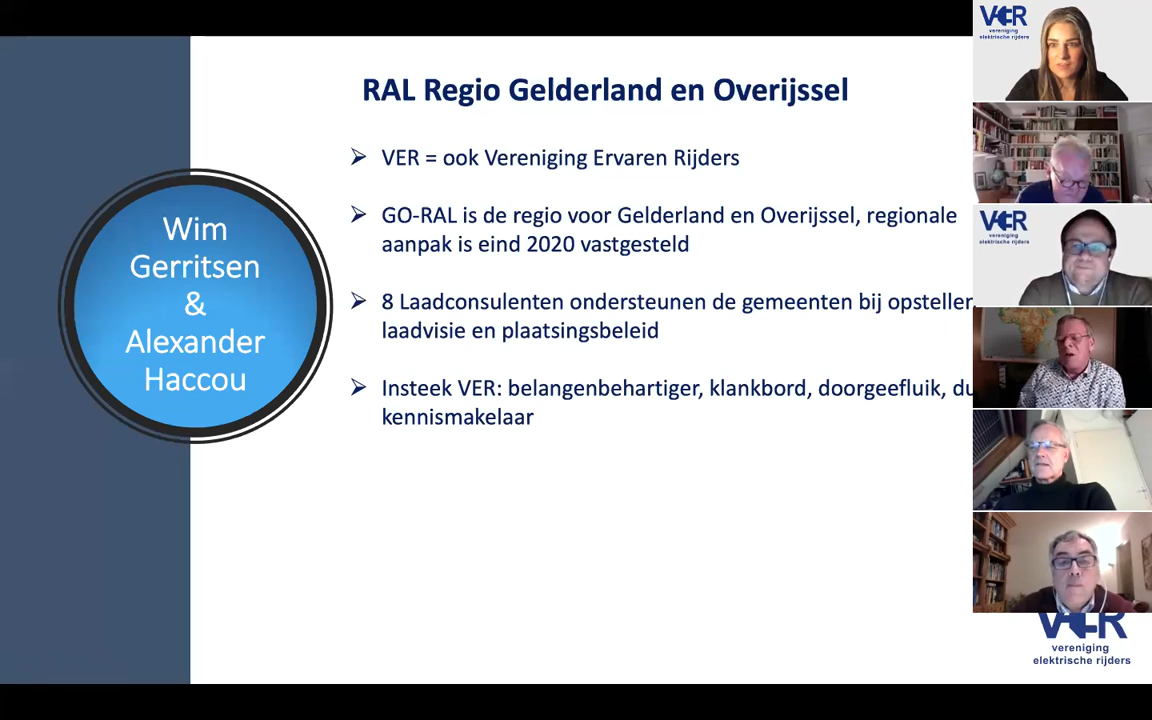 RAL Regio Gelderland en Overijssel
VER = ook Vereniging Ervaren Rijders
GO-RAL is de regio voor Gelderland en Overijssel, regionale
aanpak is eind 2020 vastgesteld
8 Laadconsulenten ondersteunen de gemeenten bij
laadvisie en plaatsingsbeleid
Insteek VER: belangenbehartiger, klankbord, doorgeefluik,
kennismakelaar
Wim
Gerritsen
&
Alexander
Haccou
VER
vereniging
elektrische rijders
VER
vereniging
elektrische rijders
VER
vereniging
elektrische rijders